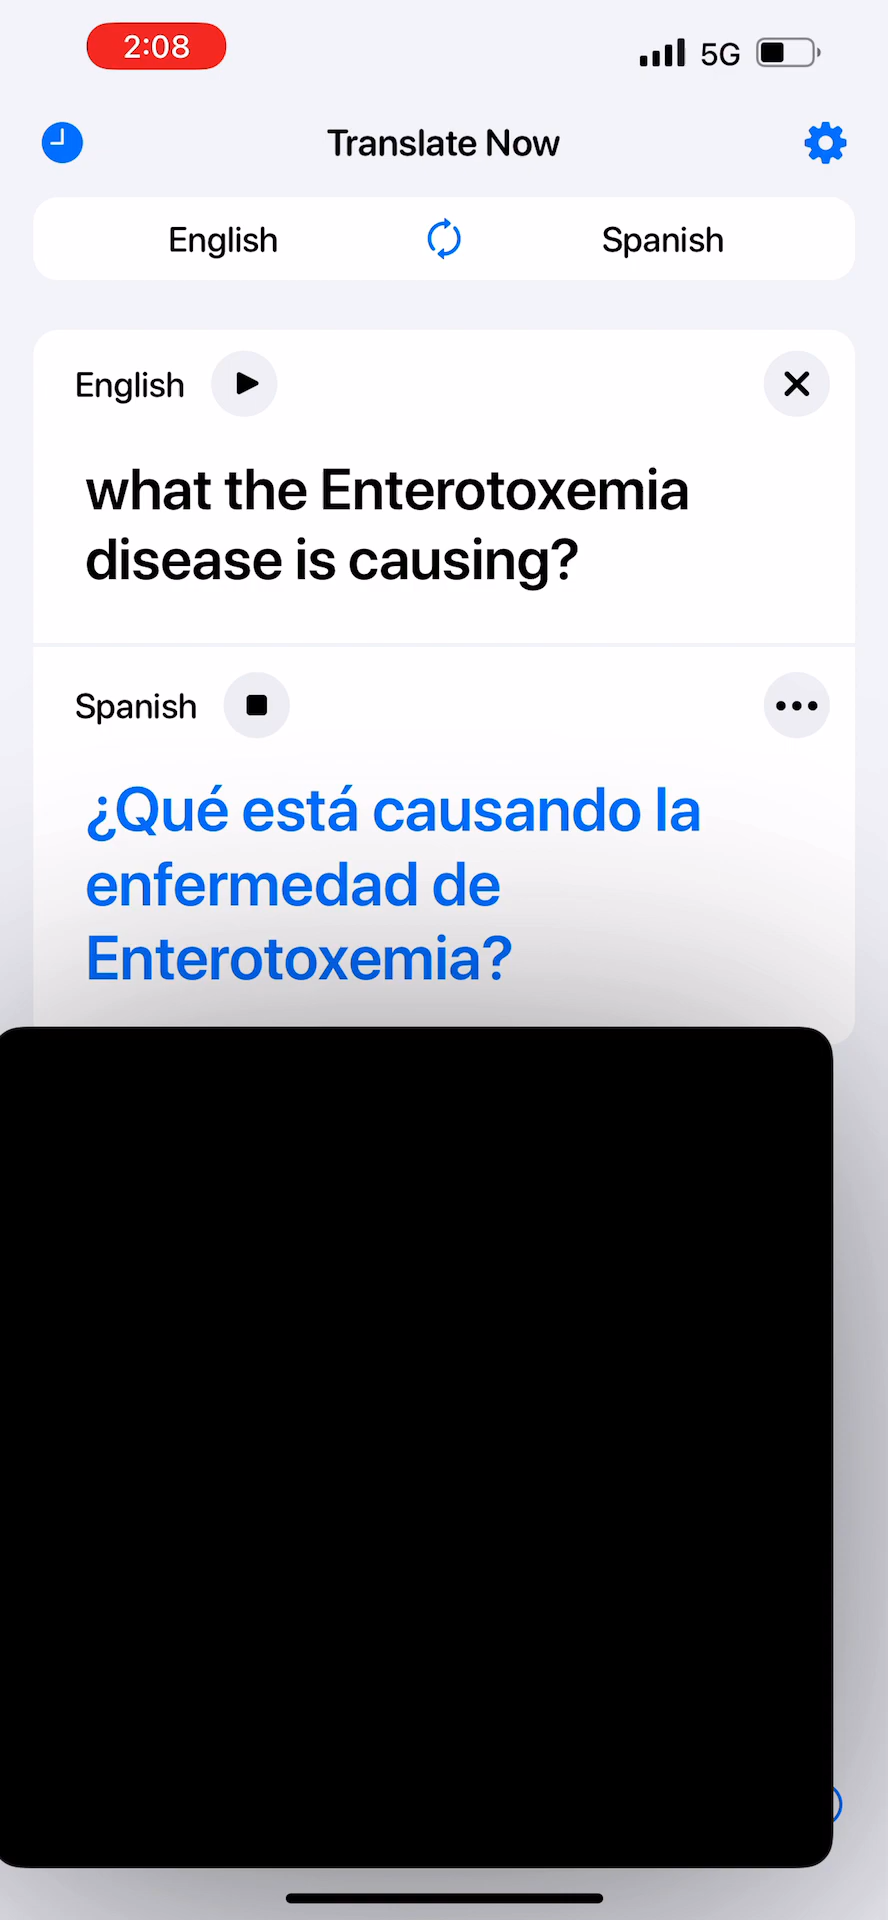 2:08
5G
Translate Now
English
Spanish
English
what the Enterotoxemia
disease is causing?
Spanish
¿Qué está causando la
enfermedad de
Enterotoxemia?